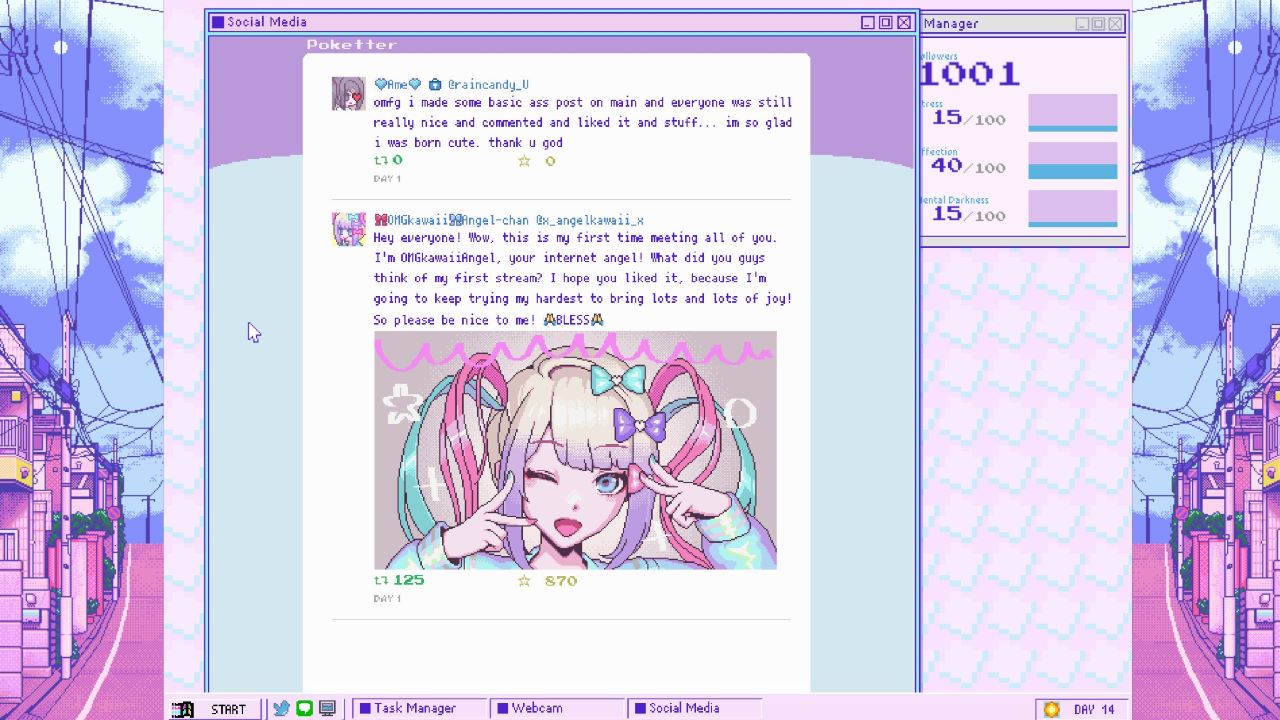 Social Media
Manager
Poketter
Ame @raincandy_U
omfg i made some basic ass post on main and everyone was still
really nice and commented and liked it and stuff... im so glad
i was born cute. thank u god
0 0
DAY 1
OMGkawaiiAngel-chan @x_angelkawaii_x
Hey everyone! Wow, this is my first time meeting all of you.
I'm OMGkawaiiAngel, your internet angel! What did you guys
think of my first stream? I hope you liked it, because I'm
going to keep trying my hardest to bring lots and lots of joy!
So please be nice to me! BLESS
125 870
DAY 1
ollowers
1001
tress
15/100
ffection
40/100
ental Darkness
15/100
START
Task Manager
Webcam
Social Media
DAY 14